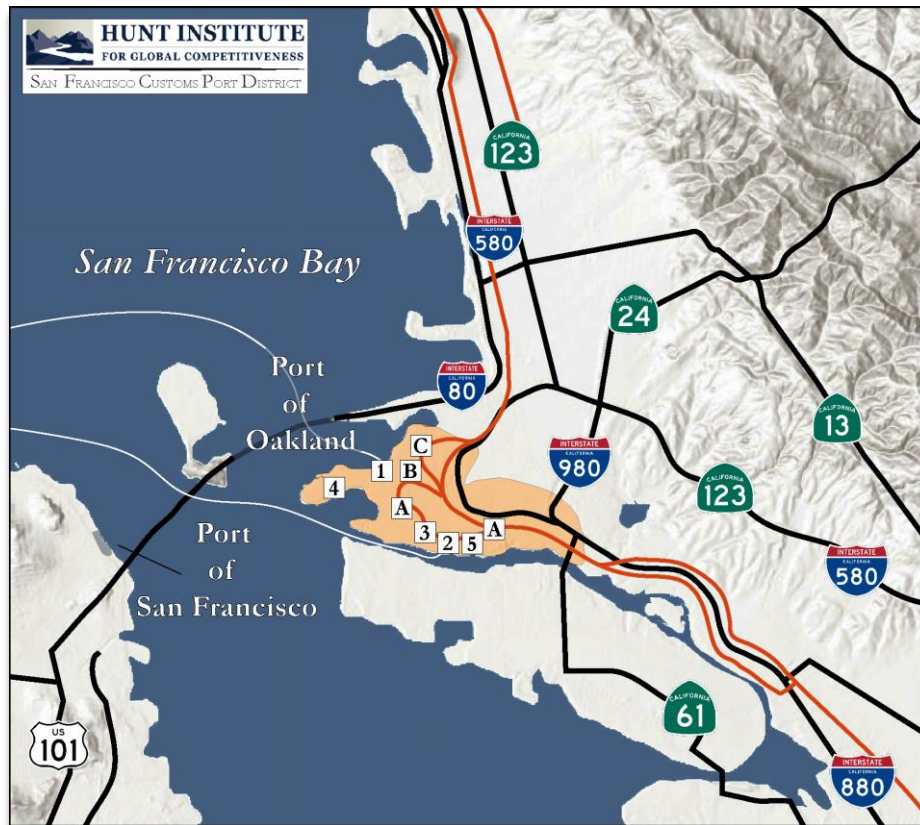 HUNT INSTITUTE
FOR GLOBAL COMPETITIVENESS
SAN FRANCISCO CUSTOMS PORT DISTRICT
CALIFORNIA
123
INTERSTATE
CALIFORNIA
580
San Francisco Bay
CALIFORNIA
24
Port
of
Oakland
INTERSTATE
CALIFORNIA
80
CALIFORNIA
13
C
B
1
4
INTERSTATE
CALIFORNIA
980
CALIFORNIA
123
A
3
2
5
A
Port
of
San Francisco
INTERSTATE
CALIFORNIA
580
CALIFORNIA
61
US
101
INTERSTATE
CALIFORNIA
880